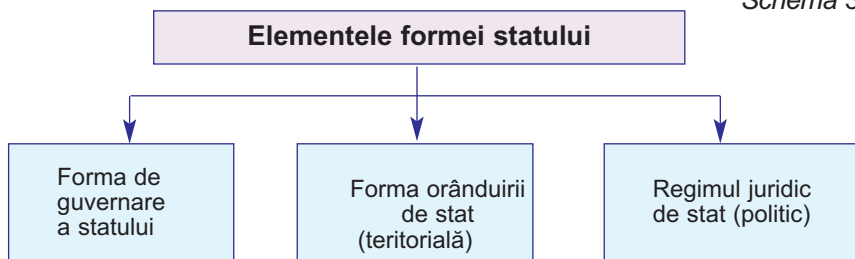 Schema 3
Elementele formei statului
Forma de
guvernare
a statului
Forma orânduirii
de stat
(teritorială)
Regimul juridic
de stat (politic)